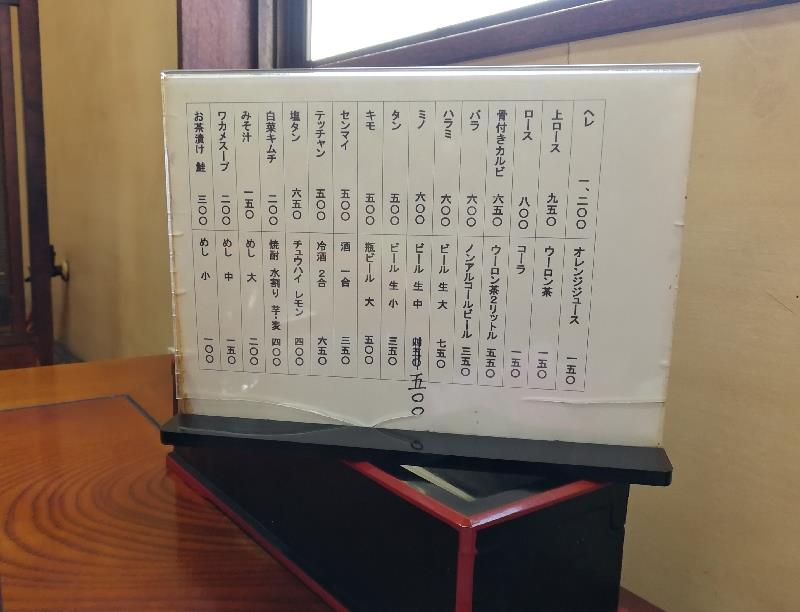 ヘレ 一、二〇〇
上ロース 九五〇
ロース 八〇〇
骨付きカルビ 六五〇
バラ 六〇〇
ハラミ 六〇〇
ミノ 六〇〇
タン 五〇〇
キモ 五〇〇
センマイ 五〇〇
テッチャン 五〇〇
塩タン 六五〇
白菜キムチ 二〇〇
みそ汁 一五〇
ワカメスープ 二〇〇
お茶漬け 鮭 三〇〇
オレンジジュース 一五〇
ウーロン茶 一五〇
コーラ 一五〇
ウーロン茶2リットル 五五〇
ノンアルコールビール 三五〇
ビール 生 大 七五〇
ビール 生 中 四五〇 五〇〇
ビール 生 小 三五〇
瓶ビール 大 五〇〇
酒 一合 三五〇
冷酒 2合 六五〇
チュウハイ レモン 四〇〇
焼酎 水割り 芋・麦 四〇〇
めし 大 二〇〇
めし 中 一五〇
めし 小 一〇〇